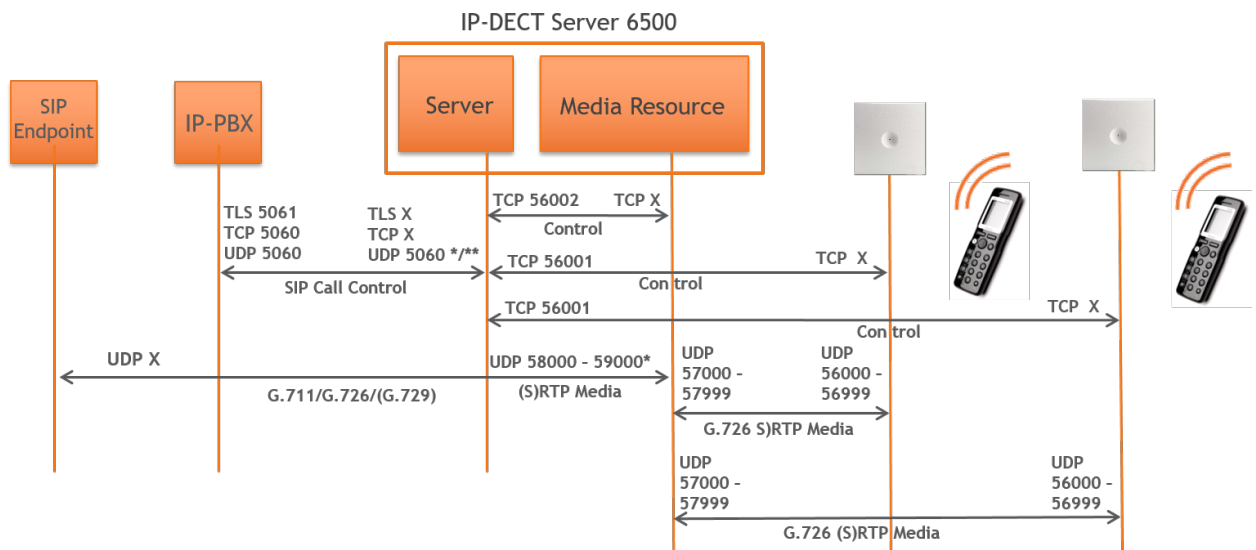 IP-DECT Server 6500
SIP
Endpoint
IP-PBX
Server
Media Resource
TCP 56002
TCP X
Control
TLS 5061
TCP 5060
UDP 5060
TLS X
TCP X
UDP 5060 */**
SIP Call Control
TCP 56001
TCP X
Control
TCP 56001
TCP X
Control
UDP X
UDP 58000 – 59000*
G.711/G.726/(G.729)
(S)RTP Media
UDP
57000 –
57999
UDP
56000 –
56999
G.726 S)RTP Media
UDP
57000 –
57999
UDP
56000 –
56999
G.726 (S)RTP Media